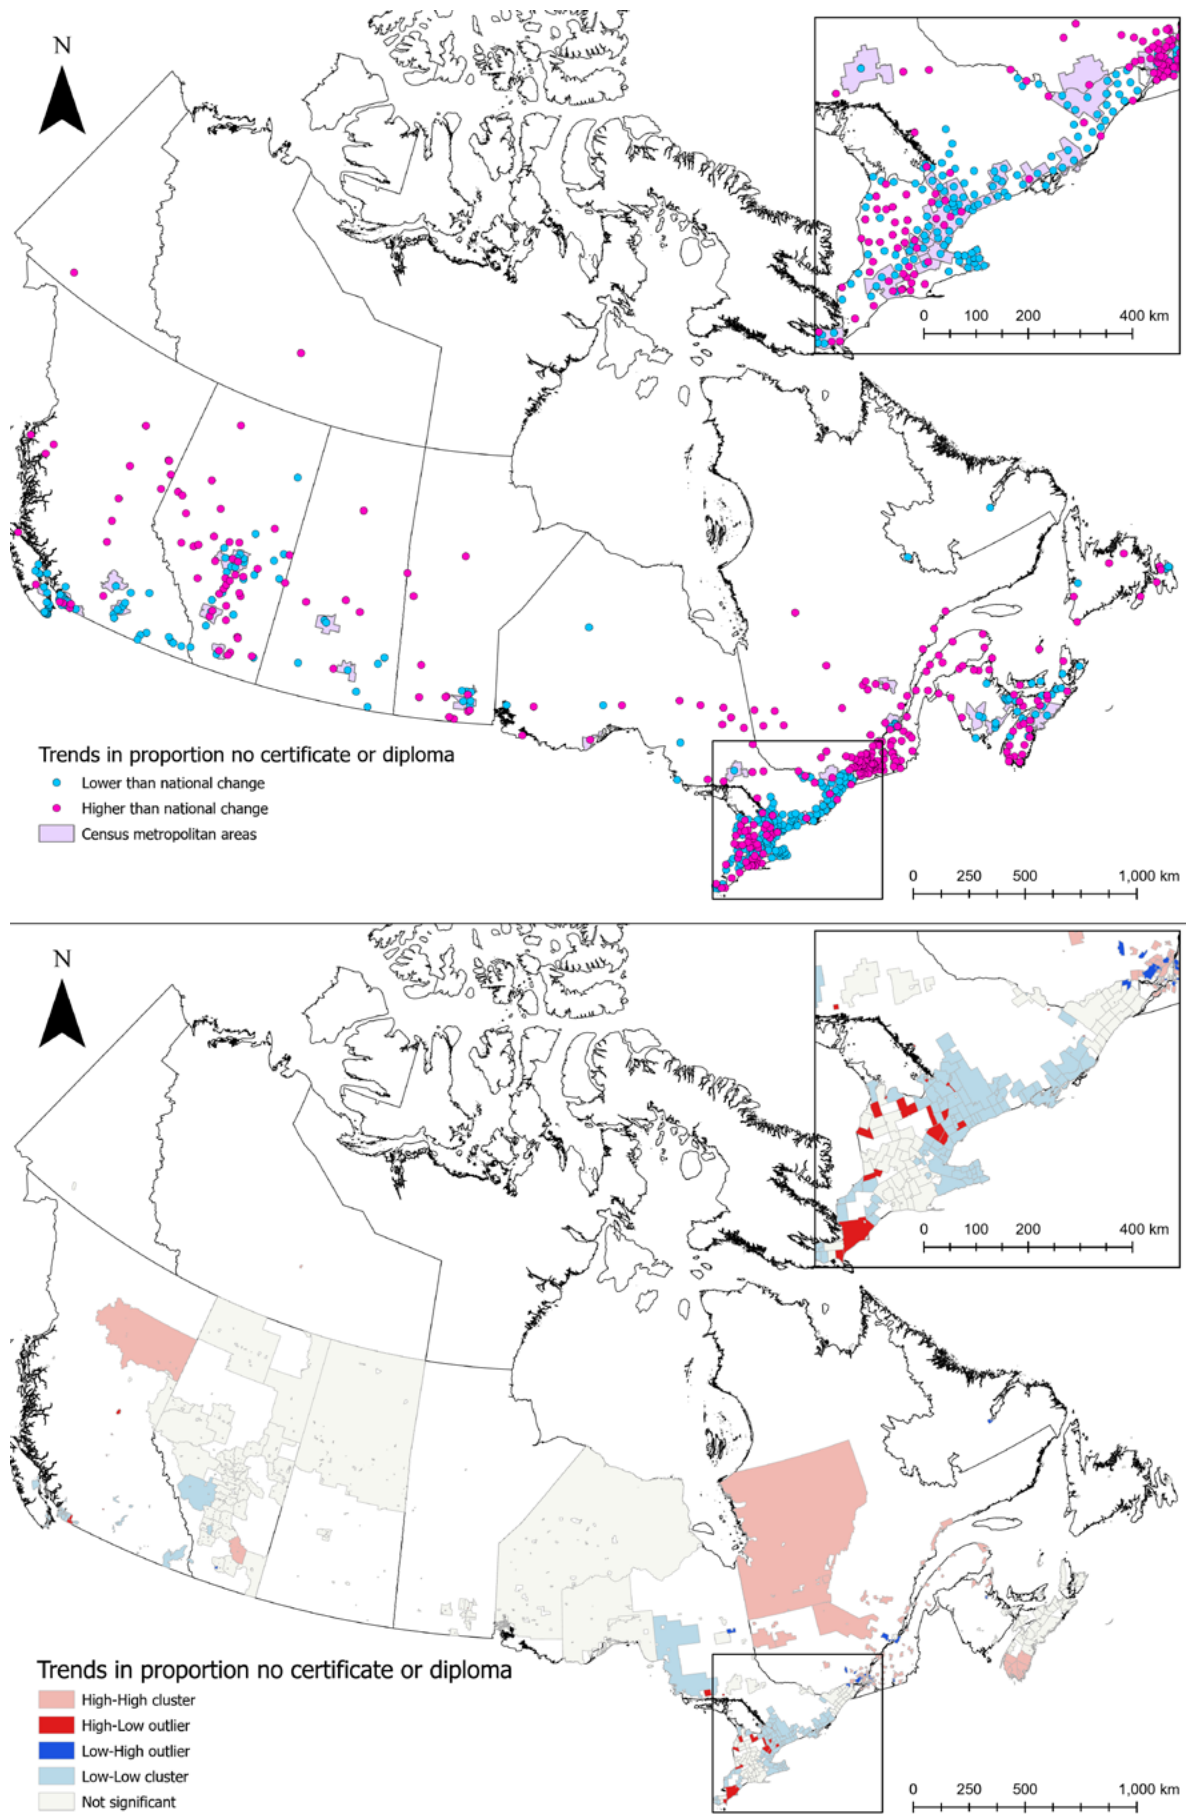 N
0 100 200 400 km
Trends in proportion no certificate or diploma
Lower than national change
Higher than national change
Census metropolitan areas
0 250 500 1,000 km
N
0 100 200 400 km
Trends in proportion no certificate or diploma
High-High cluster
High-Low outlier
Low-High outlier
Low-Low cluster
Not significant
0 250 500 1,000 km